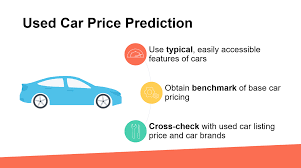 Used Car Price Prediction
Use typical, easily accessible
features of cars
Obtain benchmark of base car
pricing
Cross-check with used car listing
price and car brands